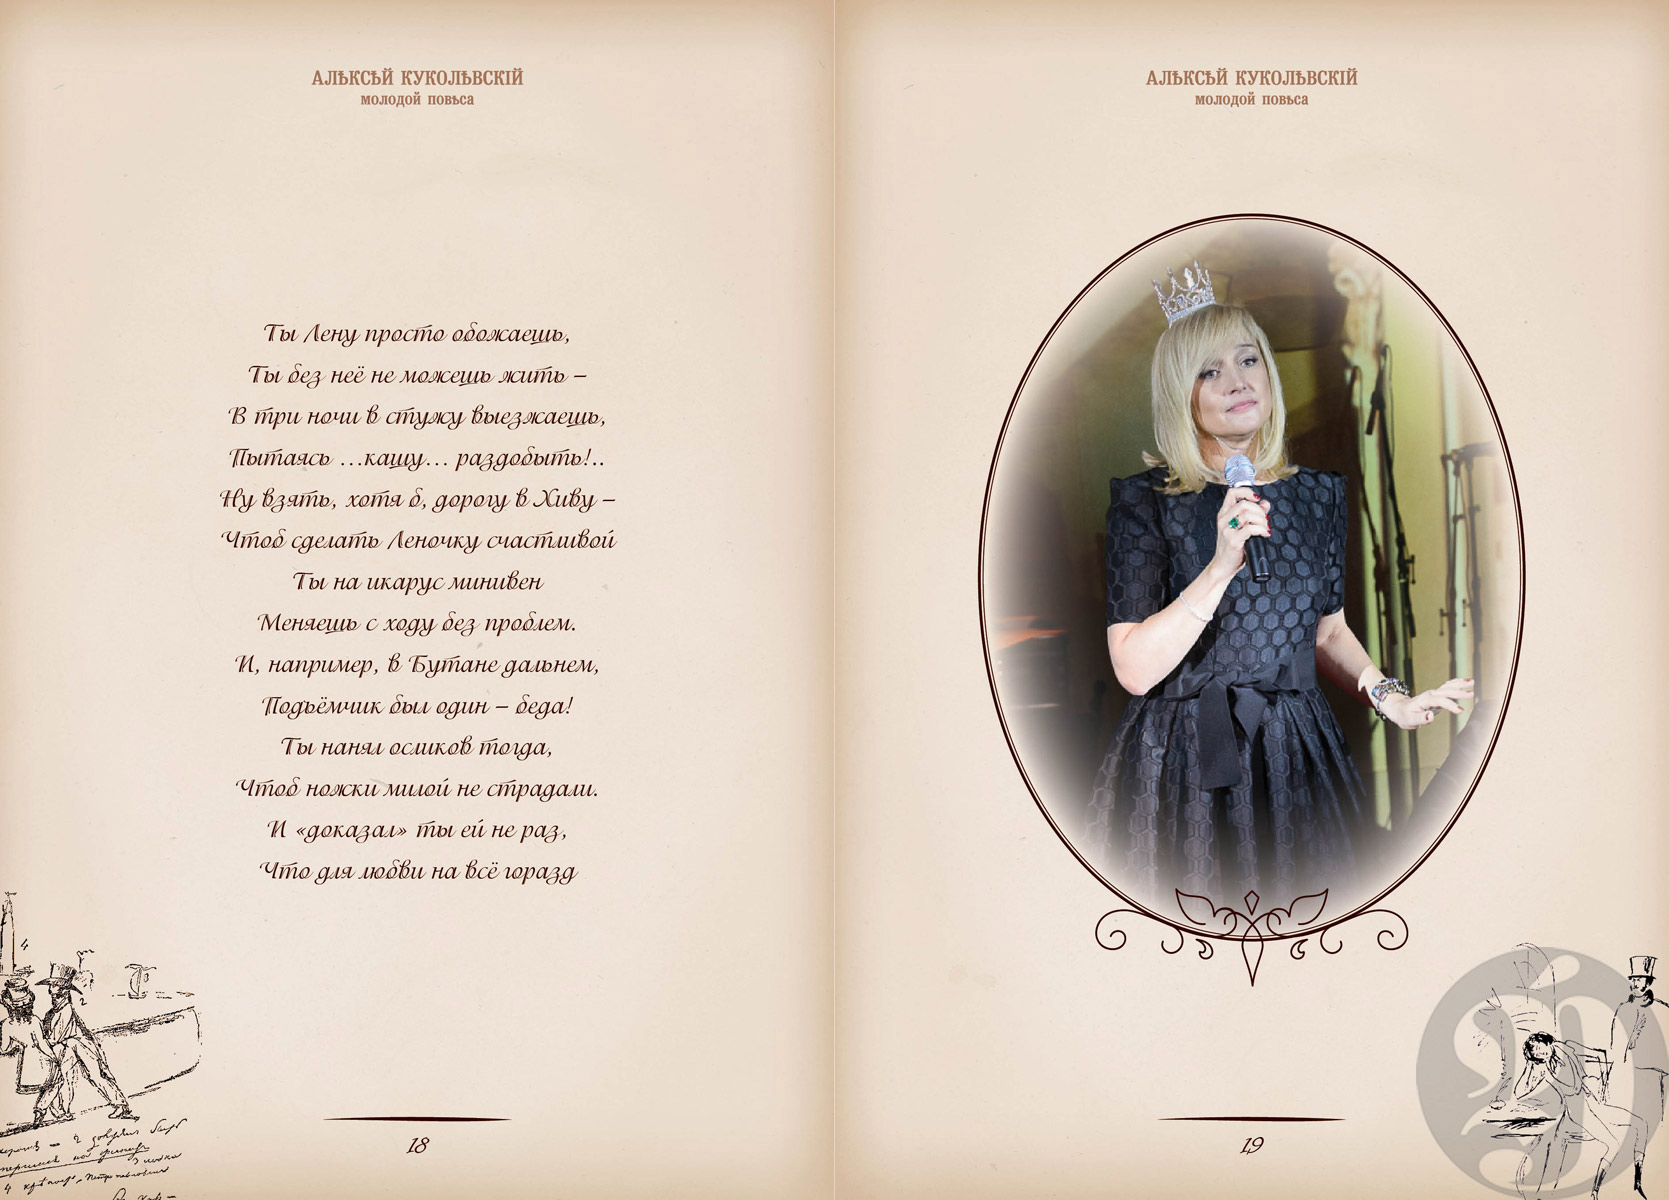 АЛѢКСѢЙ КУКОЛѢВСКІЙ
молодой повѣса
Ты Лену просто обожаешь,
Ты без неё не можешь жить –
В три ночи в стужу выезжаешь,
Пытаясь ...кашу... раздобыть!..
Ну взять, хотя б, дорогу в Хиву –
Чтоб сделать Леночку счастливой
Ты на икарус минивен
Меняешь с ходу без проблем.
И, например, в Бутане дальнем,
Подъёмчик был один – беда!
Ты нанял осликов тогда,
Чтоб ножки милой не страдали.
И «доказал» ты ей не раз,
Что для любви на всё горазд
18
АЛѢКСѢЙ КУКОЛѢВСКІЙ
молодой повѣса
19